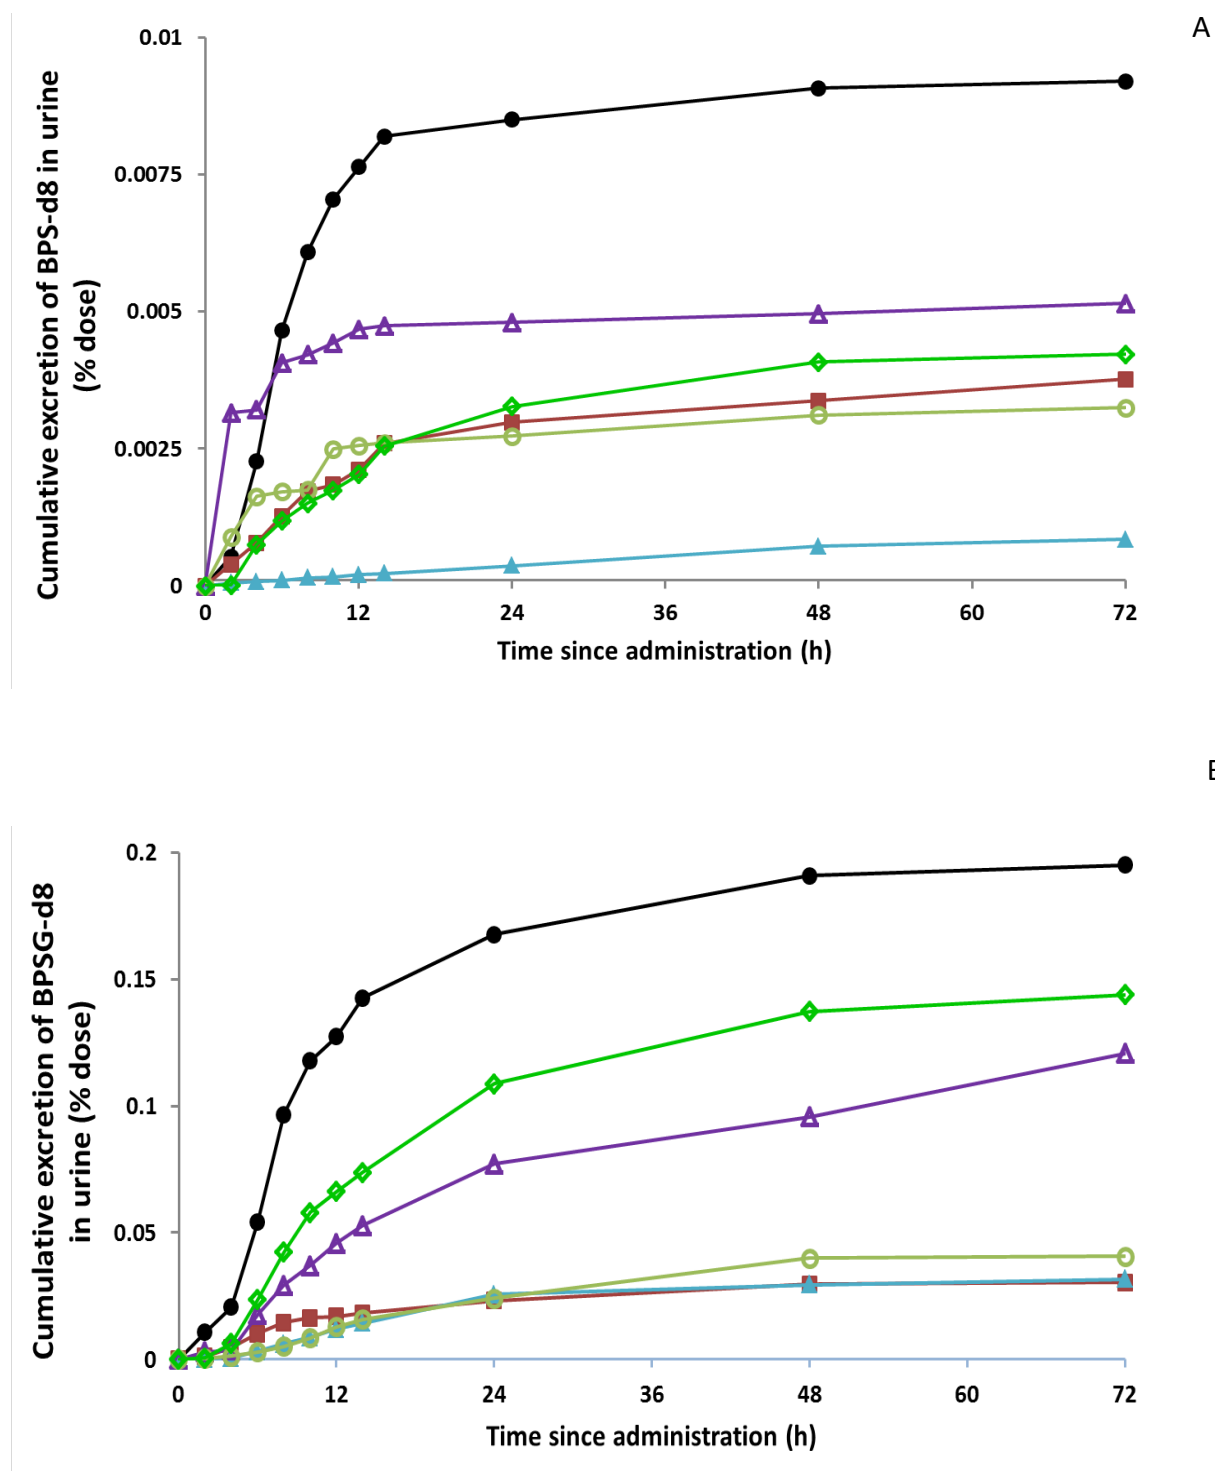 A
0.01
0.0075
0.005
0.0025
0
Cumulative excretion of BPS-d8 in urine
(% dose)
0 12 24 36 48 60 72
Time since administration (h)
0.2
0.15
0.1
0.05
0
Cumulative excretion of BPSG-d8
in urine (% dose)
0 12 24 36 48 60 72
Time since administration (h)